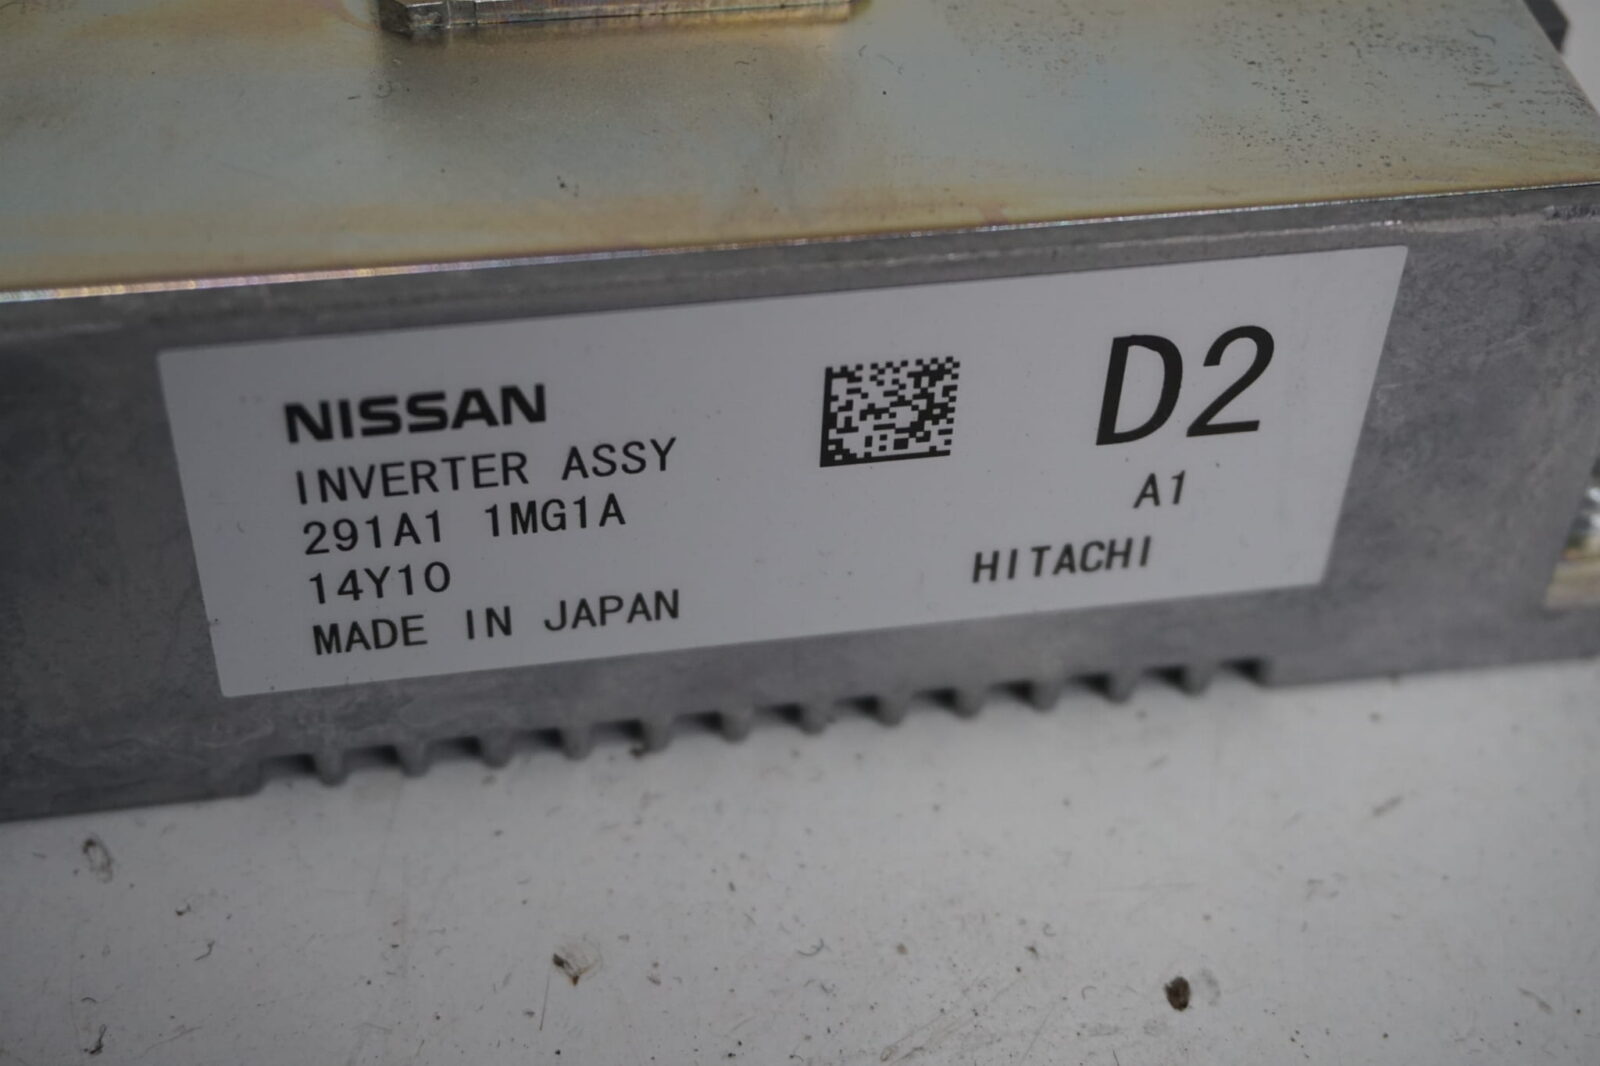 NISSAN
INVERTER ASSY
291A1 1MG1A
14Y10
MADE IN JAPAN
D2
A1
HITACHI